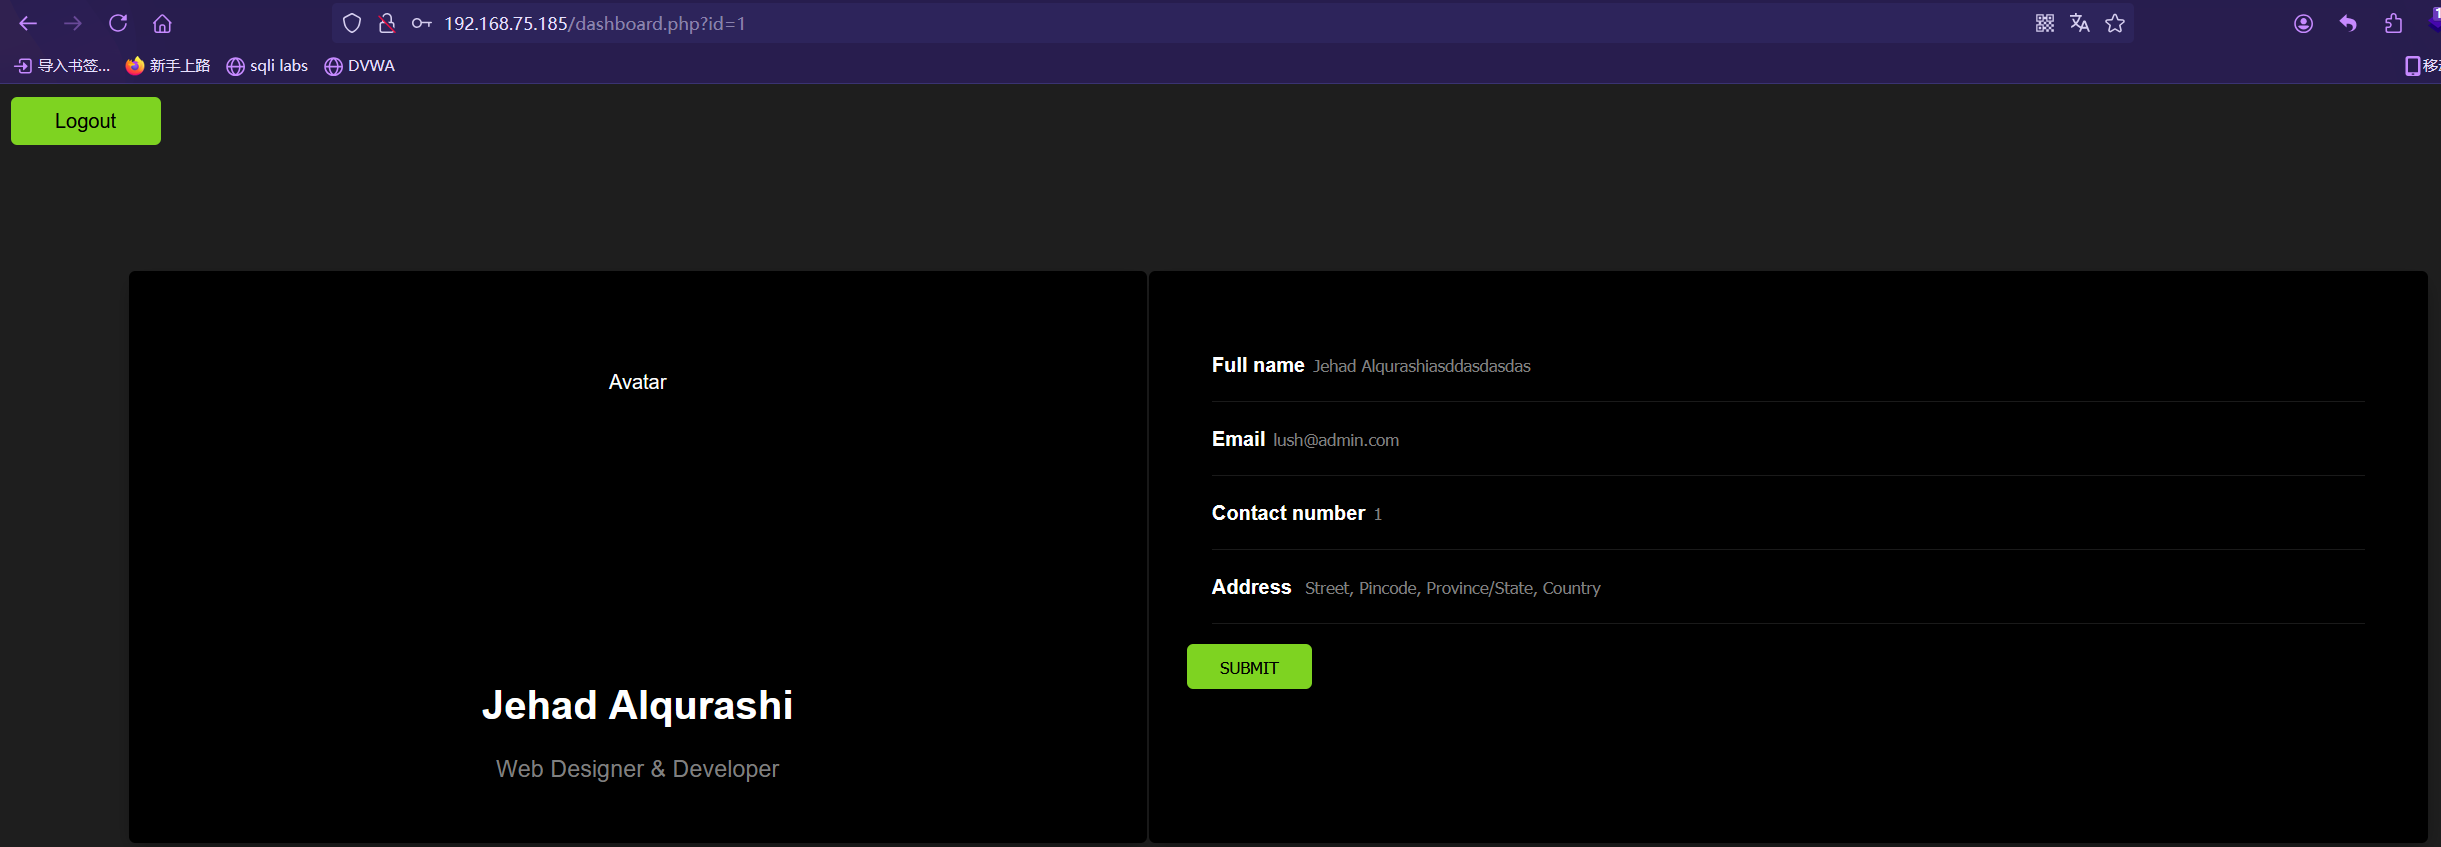 192.168.75.185/dashboard.php?id=1
导入书签... 新手上路 sqli labs DVWA
Logout
Avatar
Jehad Alqurashi
Web Designer & Developer
Full name Jehad Alqurashiasddasdasdas
Email lush@admin.com
Contact number 1
Address Street, Pincode, Province/State, Country
SUBMIT